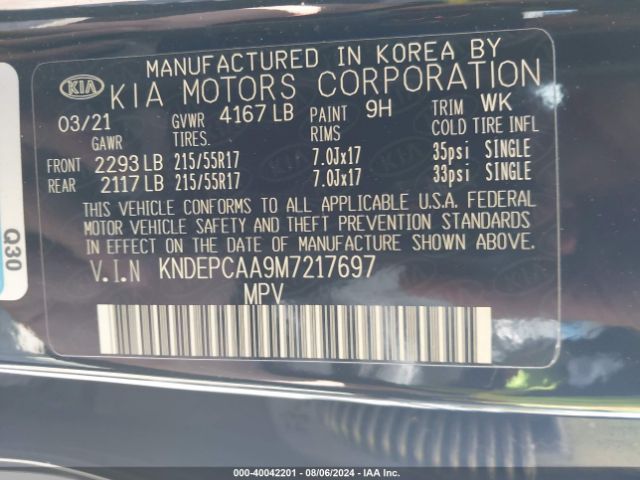 MANUFACTURED IN KOREA BY
KIA KIA MOTORS CORPORATION
03/21 GVWR 4167 LB PAINT 9H TRIM WK
GAWR TIRES. RIMS COLD TIRE INFL
FRONT 2293 LB 215/55R17 7.0Jx17 35psi SINGLE
REAR 2117 LB 215/55R17 7.0Jx17 33psi SINGLE
THIS VEHICLE CONFORMS TO ALL APPLICABLE U.S.A. FEDERAL
MOTOR VEHICLE SAFETY AND THEFT PREVENTION STANDARDS
IN EFFECT ON THE DATE OF MANUFACTURE SHOWN ABOVE.
V.I.N KNDEPCAA9M7217697
MPV
Q30
000-40042201 - 08/06/2024 - IAA Inc.